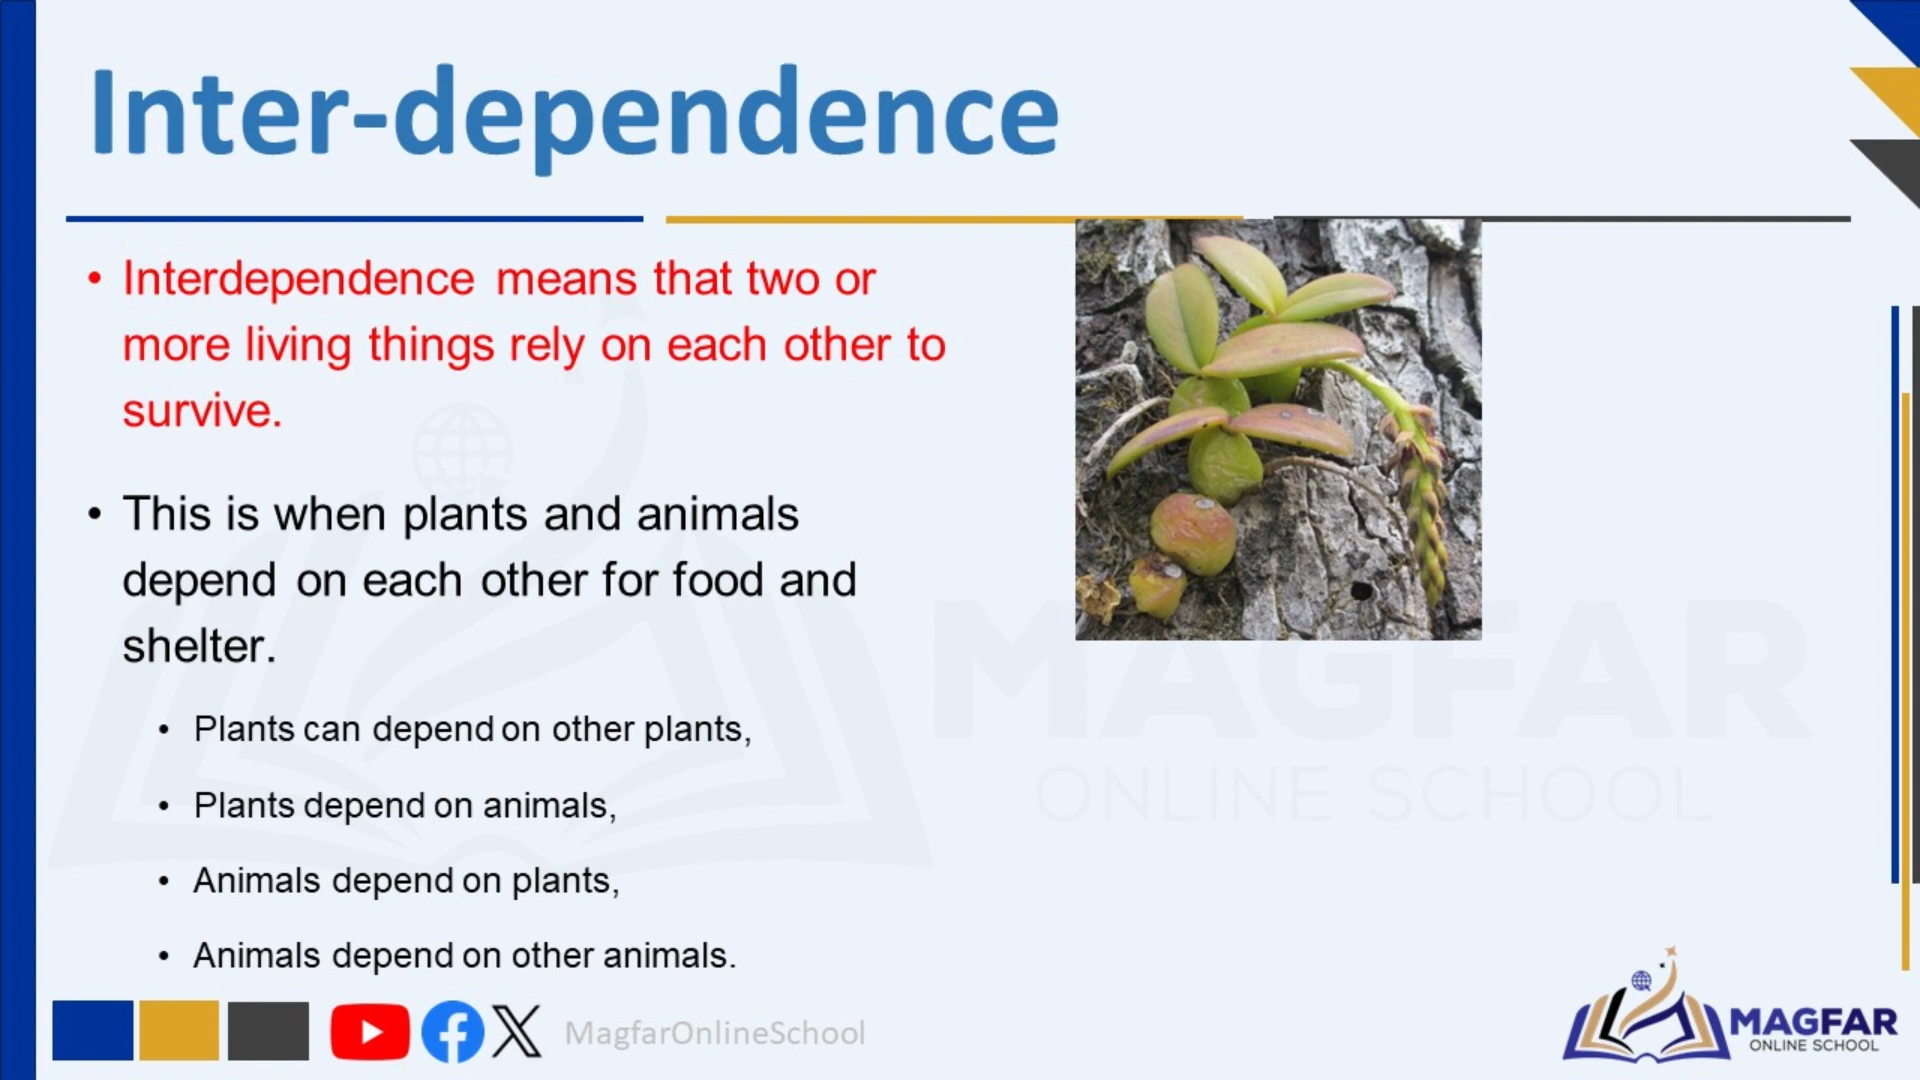 Inter-dependence
• Interdependence means that two or
more living things rely on each other to
survive.
• This is when plants and animals
depend on each other for food and
shelter.
• Plants can depend on other plants,
• Plants depend on animals,
• Animals depend on plants,
• Animals depend on other animals.
MAGFAR
ONLINE SCHOOL
MagfarOnlineSchool
MAGFAR
ONLINE SCHOOL